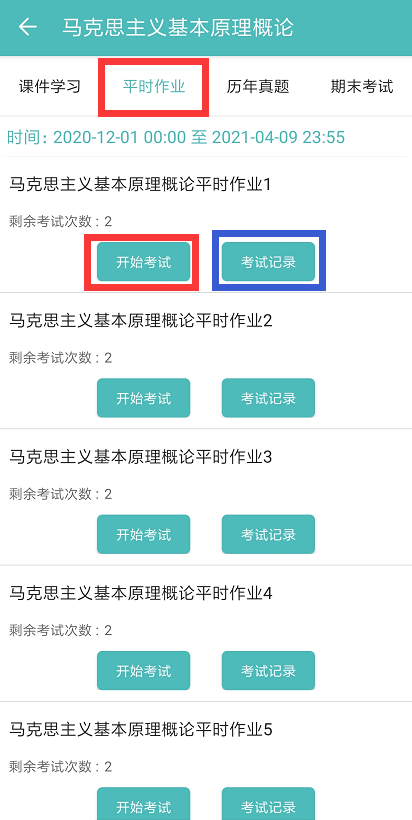 马克思主义基本原理概论
课件学习 平时作业 历年真题 期末考试
时间: 2020-12-01 00:00 至 2021-04-09 23:55
马克思主义基本原理概论平时作业1
剩余考试次数 : 2
开始考试 考试记录
马克思主义基本原理概论平时作业2
剩余考试次数 : 2
开始考试 考试记录
马克思主义基本原理概论平时作业3
剩余考试次数 : 2
开始考试 考试记录
马克思主义基本原理概论平时作业4
剩余考试次数 : 2
开始考试 考试记录
马克思主义基本原理概论平时作业5
剩余考试次数 : 2
开始考试 考试记录